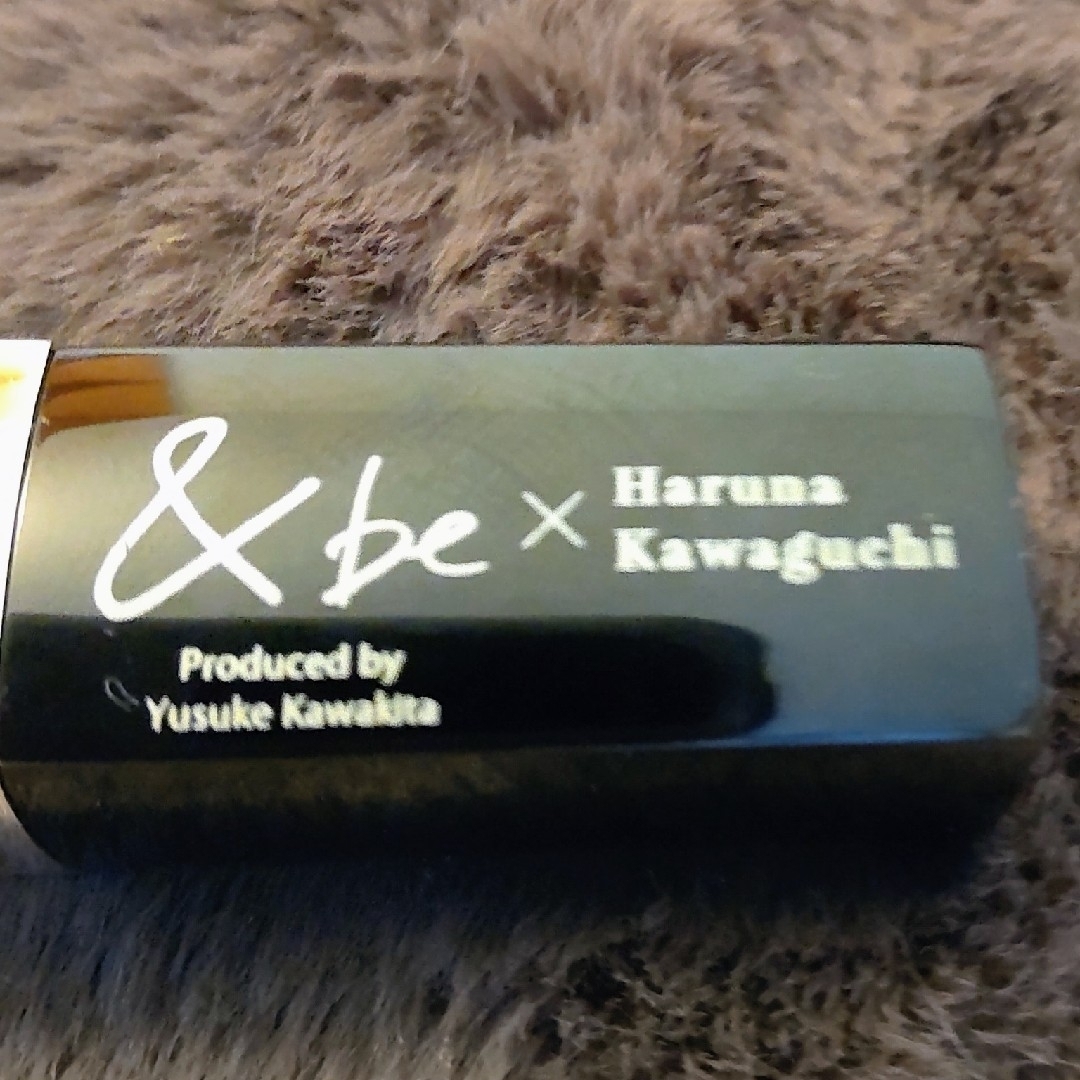 &be × Haruna
Kawaguchi
Produced by
Yusuke Kawakita